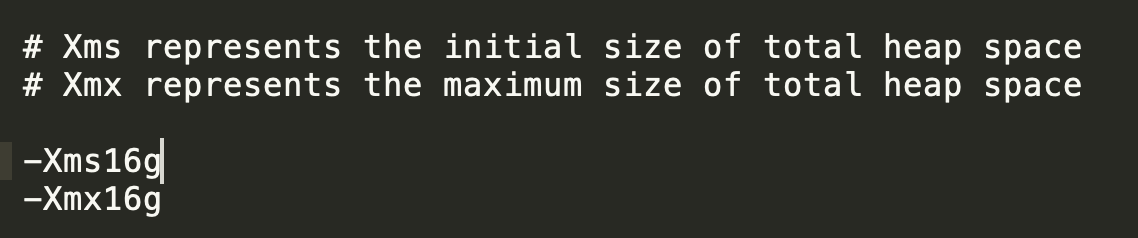 # Xms represents the initial size of total heap space
# Xmx represents the maximum size of total heap space
-Xms16g
-Xmx16g